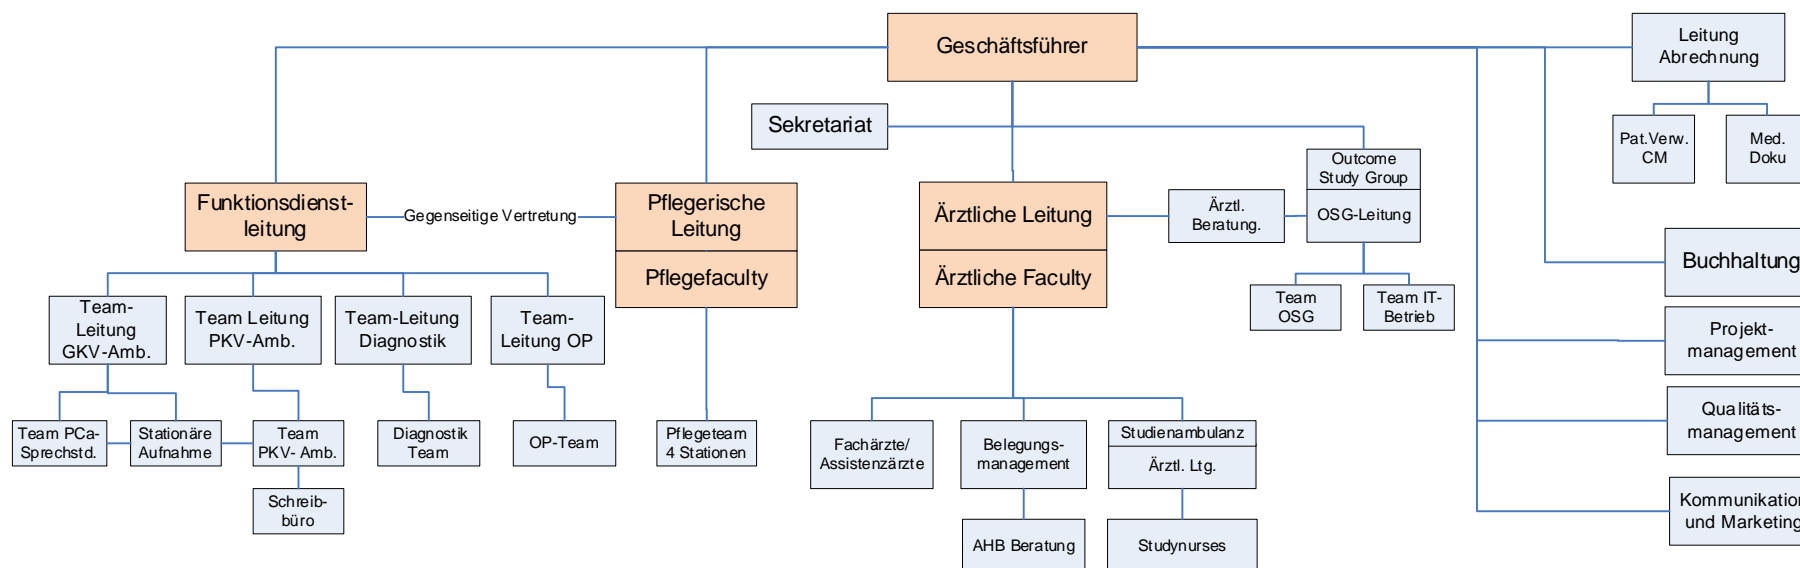 Geschäftsführer
Leitung
Abrechnung
Sekretariat
Pat.Verw.
CM
Med.
Doku
Outcome
Study Group
OSG-Leitung
Funktionsdienst-
leitung
Gegenseitige Vertretung
Pflegerische
Leitung
Pflegefaculty
Ärztliche Leitung
Ärztliche Faculty
Ärztl.
Beratung.
Team
OSG
Team IT-
Betrieb
Buchhaltung
Projekt-
management
Qualitäts-
management
Kommunikation
und Marketing
Team-
Leitung
GKV-Amb.
Team Leitung
PKV-Amb.
Team-Leitung
Diagnostik
Team-
Leitung OP
Team PCa-
Sprechstd.
Stationäre
Aufnahme
Team
PKV- Amb.
Diagnostik
Team
OP-Team
Pflegeteam
4 Stationen
Schreib-
büro
Fachärzte/
Assistenzärzte
Belegungs-
management
Studienambulanz
Ärztl. Ltg.
AHB Beratung
Studynurses